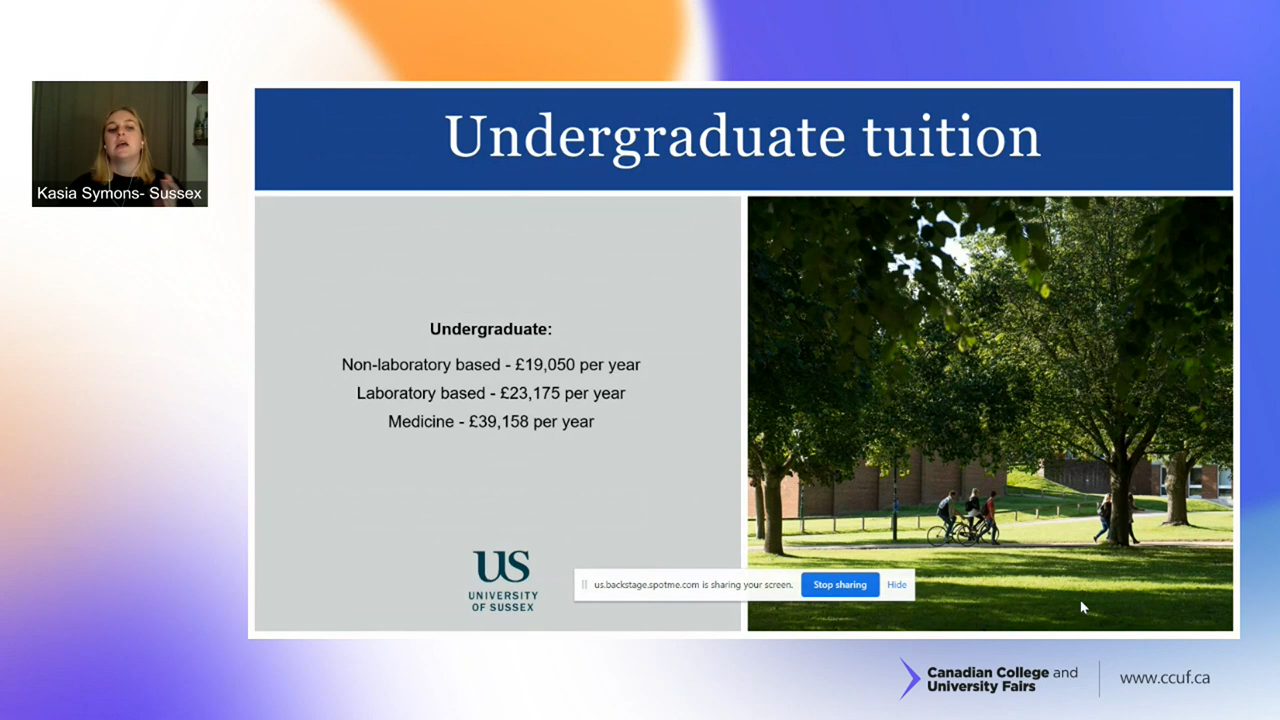 Undergraduate tuition
Kasia Symons- Sussex
Undergraduate:
Non-laboratory based - £19,050 per year
Laboratory based - £23,175 per year
Medicine - £39,158 per year
US
UNIVERSITY
OF SUSSEX
us.backstage.spotme.com is sharing your screen.
Stop sharing
Hide
Canadian College and
University Fairs
www.ccuf.ca